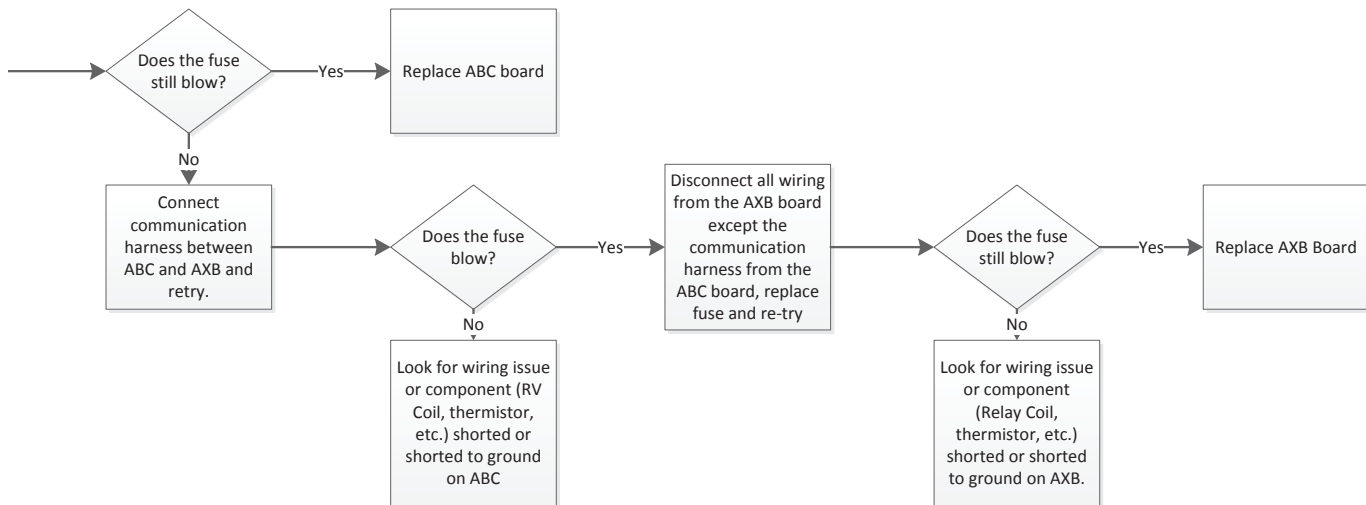 Does the fuse
still blow?
Yes
Replace ABC board
No
Connect
communication
harness between
ABC and AXB and
retry.
Does the fuse
blow?
Yes
Disconnect all wiring
from the AXB board
except the
communication
harness from the
ABC board, replace
fuse and re-try
Does the fuse
still blow?
Yes
Replace AXB Board
No
Look for wiring issue
or component (RV
Coil, thermistor,
etc.) shorted or
shorted to ground
on ABC
No
Look for wiring issue
or component
(Relay Coil,
thermistor, etc.)
shorted or shorted
to ground on AXB.